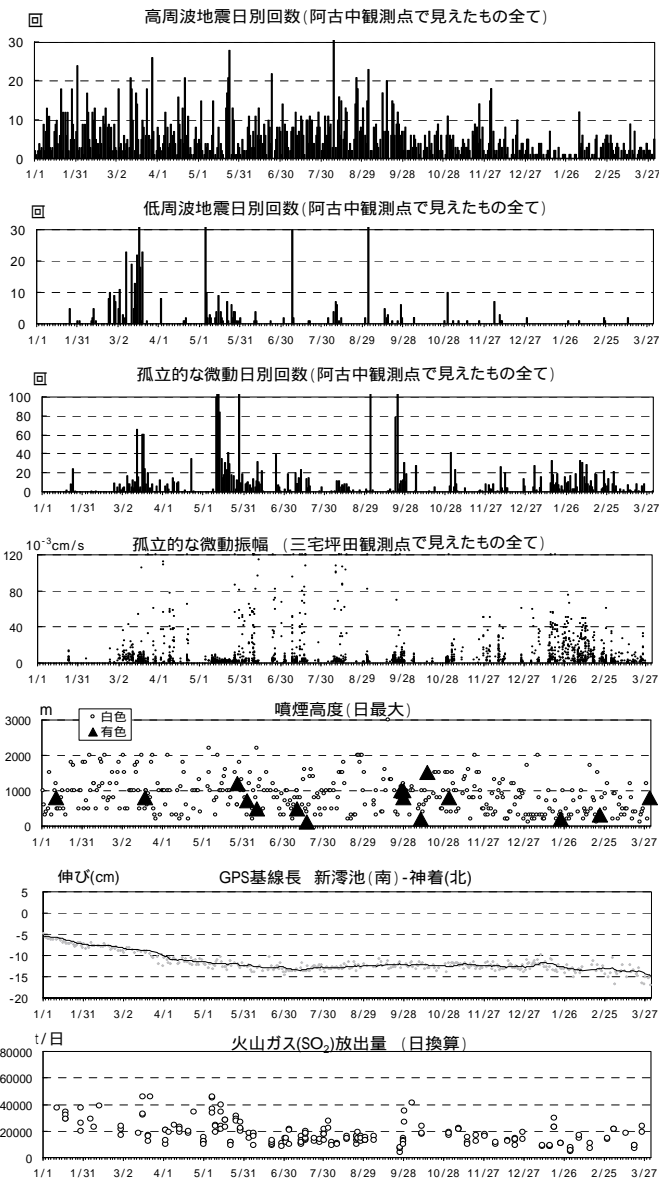 回 高周波地震日別回数(阿古中観測点で見えたもの全て)
30
20
10
0
1/1 1/31 3/2 4/1 5/1 5/31 6/30 7/30 8/29 9/28 10/28 11/27 12/27 1/26 2/25 3/27
回 低周波地震日別回数(阿古中観測点で見えたもの全て)
30
20
10
0
1/1 1/31 3/2 4/1 5/1 5/31 6/30 7/30 8/29 9/28 10/28 11/27 12/27 1/26 2/25 3/27
回 孤立的な微動日別回数(阿古中観測点で見えたもの全て)
100
80
60
40
20
0
1/1 1/31 3/2 4/1 5/1 5/31 6/30 7/30 8/29 9/28 10/28 11/27 12/27 1/26 2/25 3/27
10⁻³cm/s 孤立的な微動振幅 (三宅坪田観測点で見えたもの全て)
120
80
40
0
1/1 1/31 3/2 4/1 5/1 5/31 6/30 7/30 8/29 9/28 10/28 11/27 12/27 1/26 2/25 3/27
m 噴煙高度(日最大)
白色
有色
3000
2000
1000
0
1/1 1/31 3/2 4/1 5/1 5/31 6/30 7/30 8/29 9/28 10/28 11/27 12/27 1/26 2/25 3/27
伸び(cm) GPS基線長 新澪池(南)-神着(北)
5
0
-5
-10
-15
-20
1/1 1/31 3/2 4/1 5/1 5/31 6/30 7/30 8/29 9/28 10/28 11/27 12/27 1/26 2/25 3/27
t/日 火山ガス(SO₂)放出量 (日換算)
80000
60000
40000
20000
0
1/1 1/31 3/2 4/1 5/1 5/31 6/30 7/30 8/29 9/28 10/28 11/27 12/27 1/26 2/25 3/27